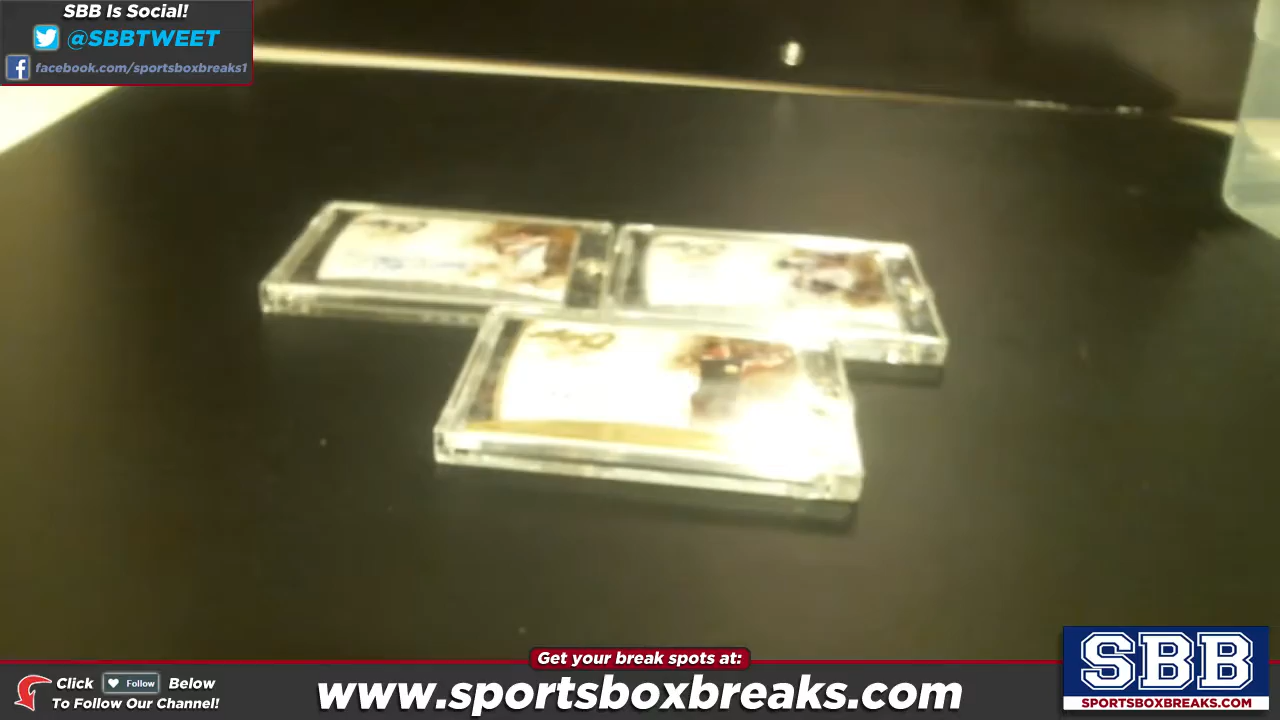 SBB Is Social!
@SBBTWEET
facebook.com/sportsboxbreaks1
Get your break spots at:
Click Follow Below
To Follow Our Channel!
www.sportsboxbreaks.com
SBB
SPORTSBOXBREAKS.COM